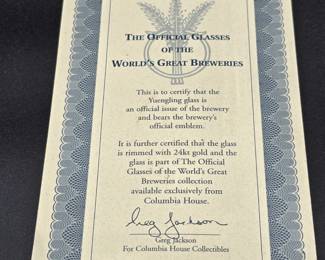 THE OFFICIAL GLASSES
OF THE
WORLD'S GREAT BREWERIES
This is to certify that the
Yuengling glass is
an official issue of the brewery
and bears the brewery's
official emblem.
It is further certified that the glass
is rimmed with 24kt gold and the
glass is part of The Official
Glasses of the World's Great
Breweries collection
available exclusively from
Columbia House.
Greg Jackson
Greg Jackson
For Columbia House Collectibles